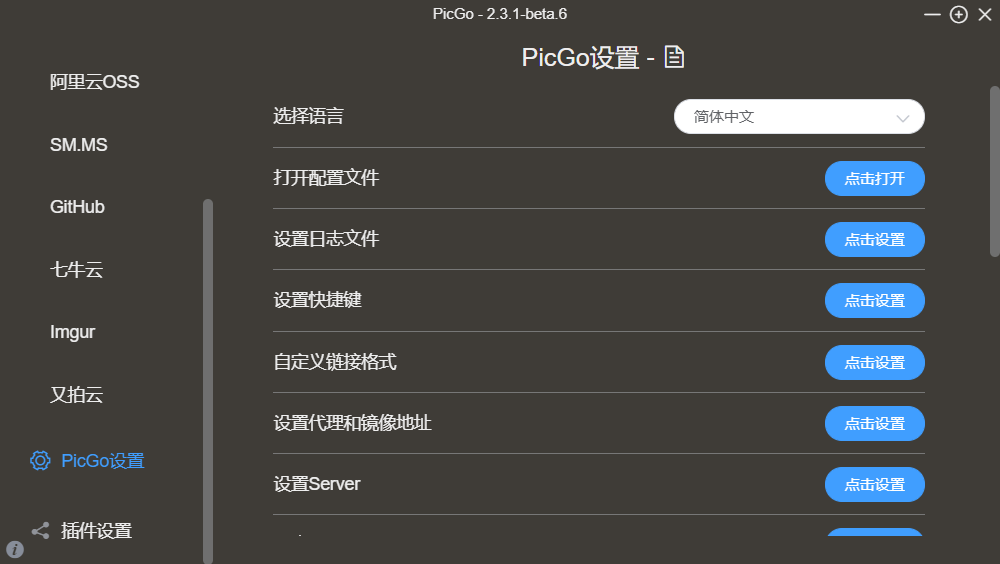 PicGo - 2.3.1-beta.6
阿里云OSS
SM.MS
GitHub
七牛云
Imgur
又拍云
PicGo设置
插件设置
PicGo设置 -
选择语言 简体中文
打开配置文件 点击打开
设置日志文件 点击设置
设置快捷键 点击设置
自定义链接格式 点击设置
设置代理和镜像地址 点击设置
设置Server 点击设置